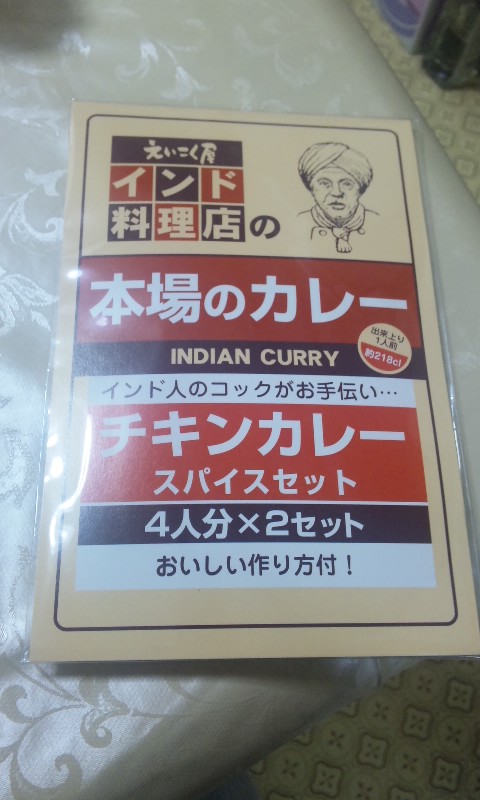 えいこく屋
インド
料理店の
本場のカレー
INDIAN CURRY
出来上り
1人前
約218cl
インド人のコックがお手伝い…
チキンカレー
スパイスセット
4人分×2セット
おいしい作り方付！